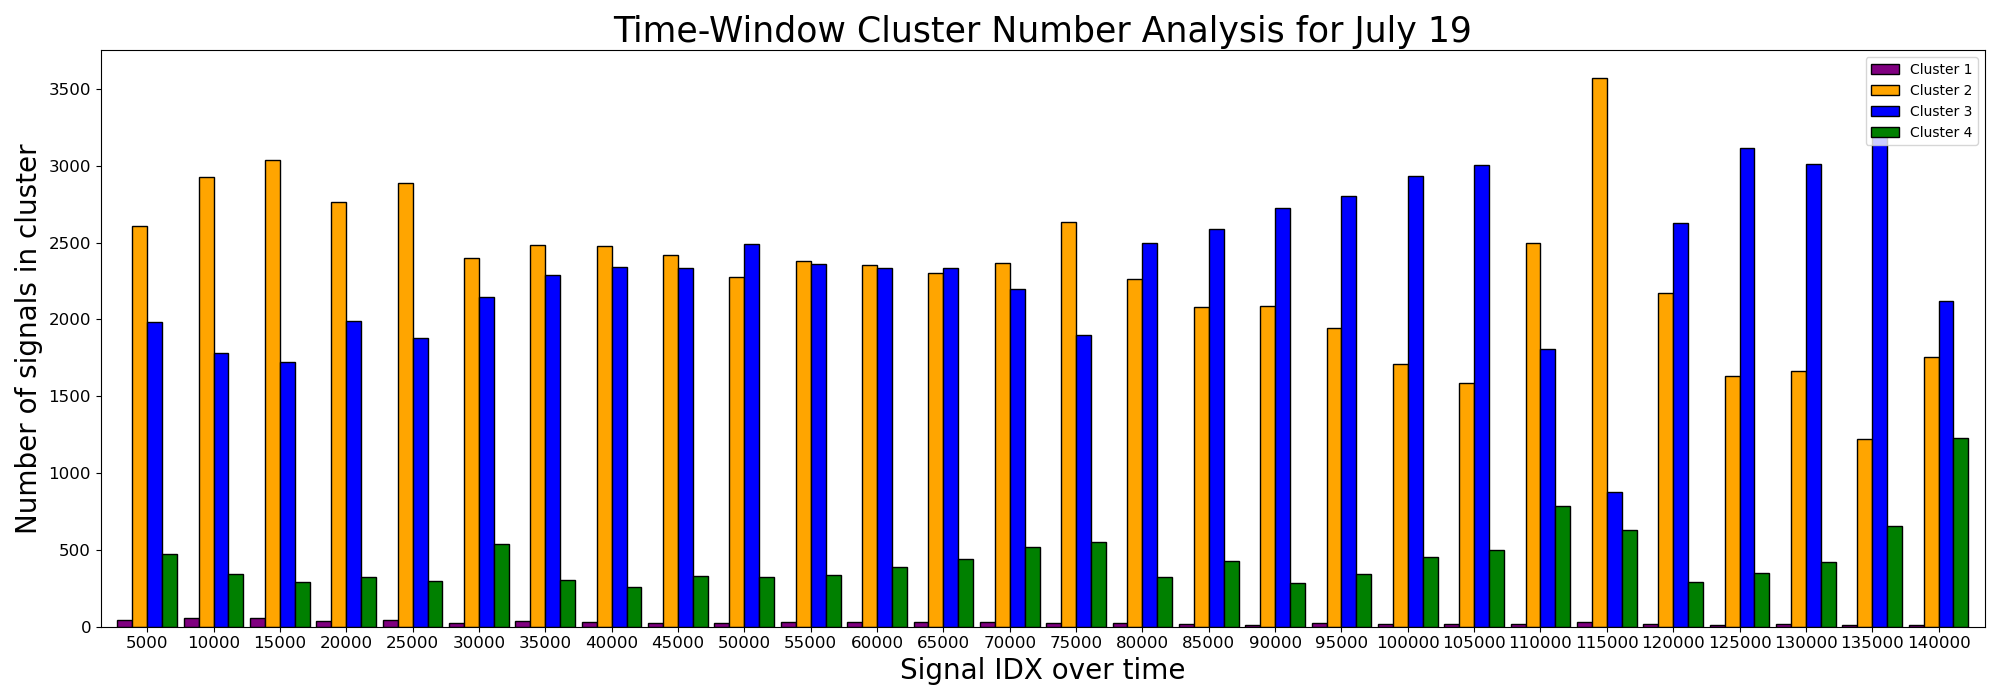 Time-Window Cluster Number Analysis for July 19
Number of signals in cluster
3500
3000
2500
2000
1500
1000
500
0
Cluster 1
Cluster 2
Cluster 3
Cluster 4
5000 10000 15000 20000 25000 30000 35000 40000 45000 50000 55000 60000 65000 70000 75000 80000 85000 90000 95000 100000 105000 110000 115000 120000 125000 130000 135000 140000
Signal IDX over time